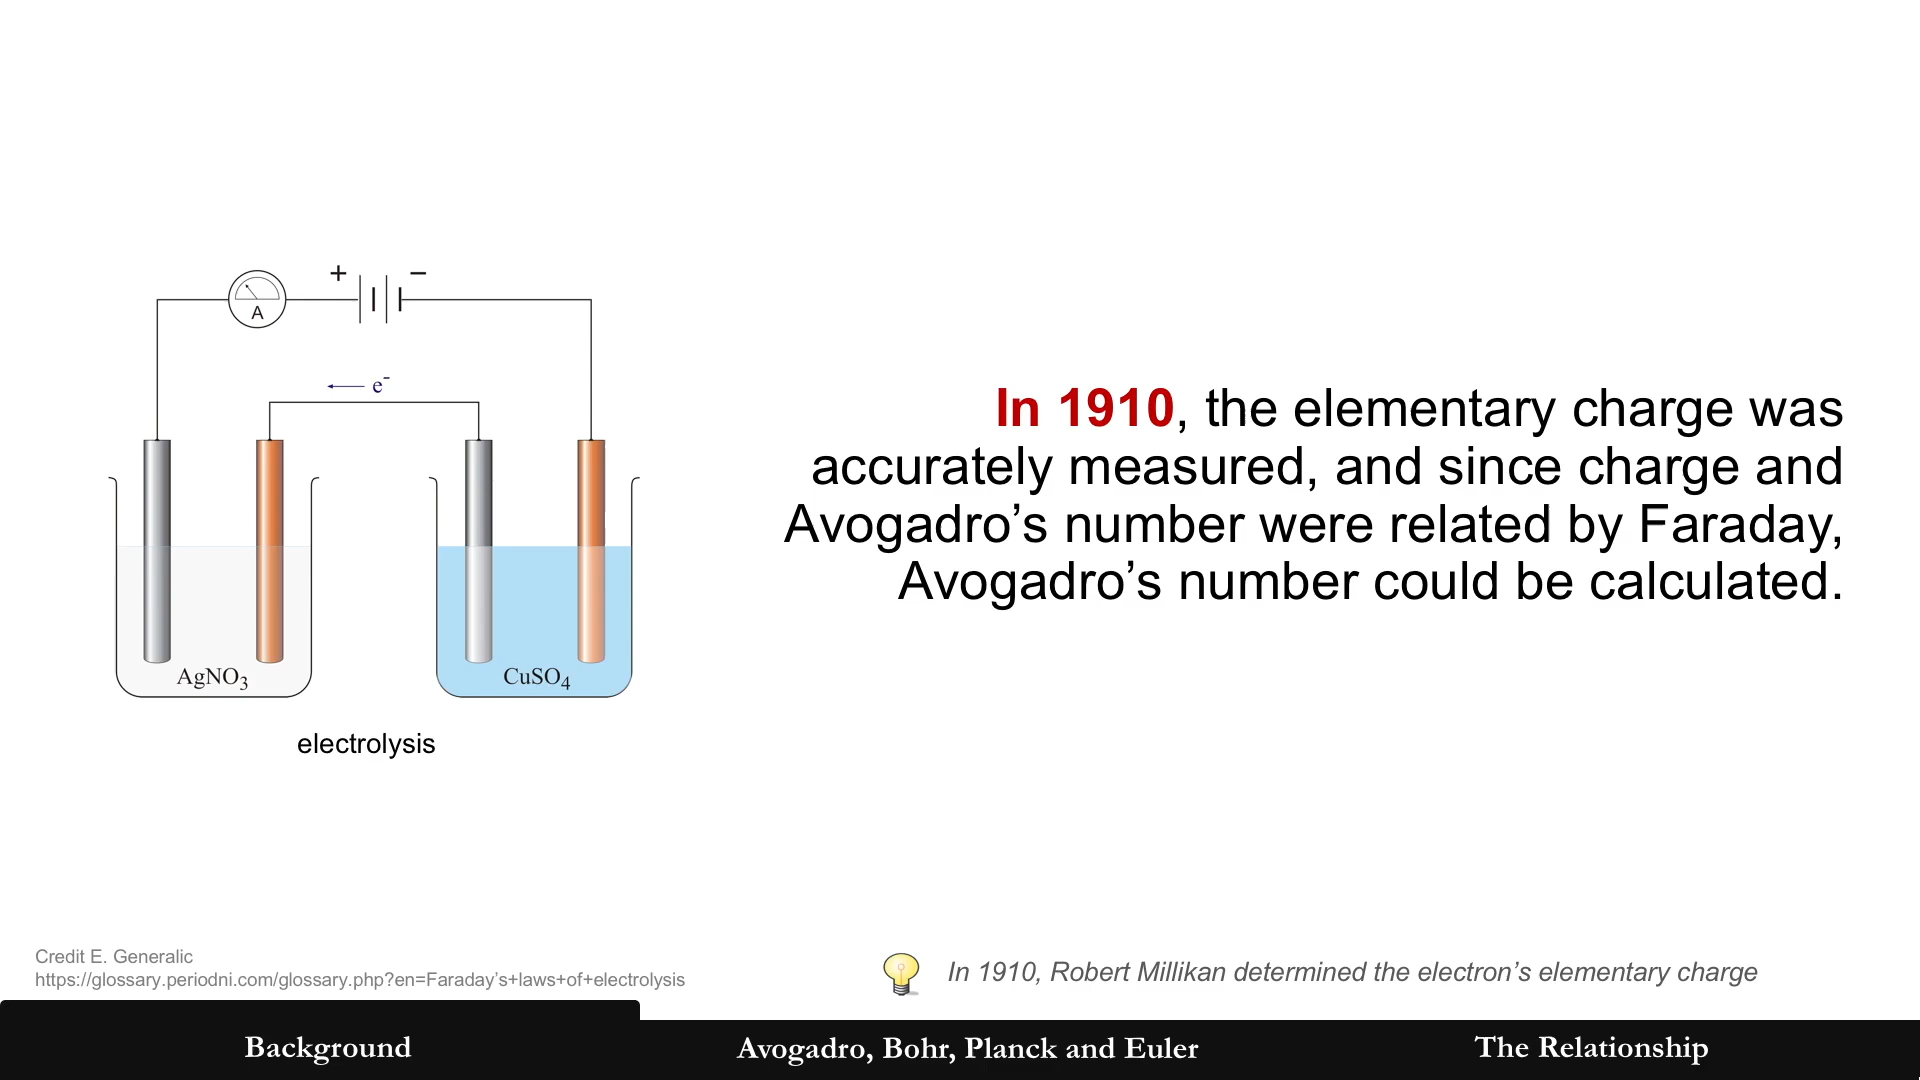 + −
A
e⁻
AgNO₃
CuSO₄
electrolysis
In 1910, the elementary charge was
accurately measured, and since charge and
Avogadro’s number were related by Faraday,
Avogadro’s number could be calculated.
Credit E. Generalic
https://glossary.periodni.com/glossary.php?en=Faraday’s+laws+of+electrolysis
In 1910, Robert Millikan determined the electron’s elementary charge
Background
Avogadro, Bohr, Planck and Euler
The Relationship